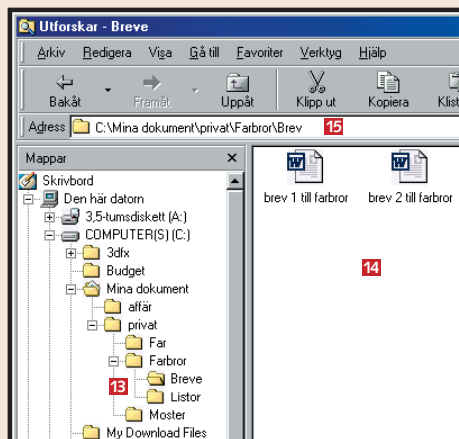 Utforskar - Breve
Arkiv Redigera Visa Gå till Favoriter Verktyg Hjälp
Bakåt Framåt Uppåt Klipp ut Kopiera Klist
Adress C:\Mina dokument\privat\Farbror\Brev 15
Mappar ×
Skrivbord
Den här datorn
3,5-tumsdiskett (A:)
COMPUTER(S) (C:)
3dfx
Budget
Mina dokument
affär
privat
Far
Farbror
Breve
13
Listor
Moster
My Download Files
brev 1 till farbror brev 2 till farbror
14